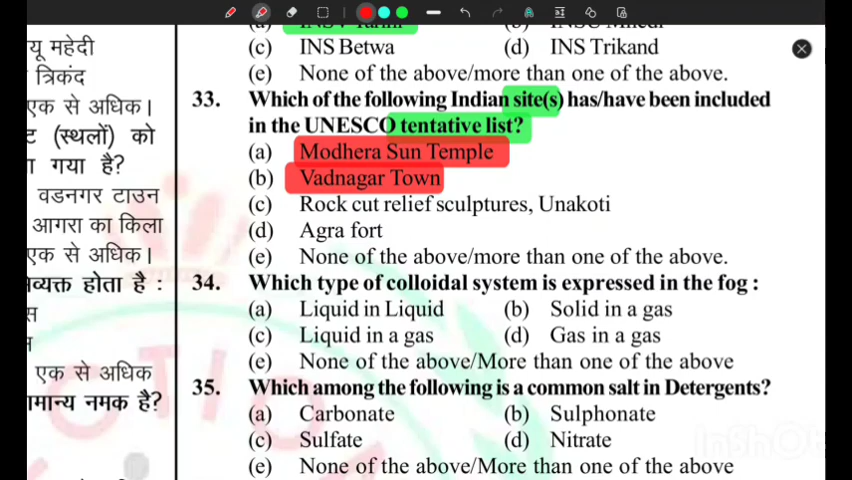 (c) INS Betwa (d) INS Trikand
यू महेदी
(e) None of the above/more than one of the above.
त्रिकंद
33. Which of the following Indian site(s) has/have been included
एक से अधिक।
in the UNESCO tentative list?
ट (स्थलों) को
(a) Modhera Sun Temple
ा गया है?
(b) Vadnagar Town
वडनगर टाउन
(c) Rock cut relief sculptures, Unakoti
आगरा का किला
(d) Agra fort
एक से अधिक।
(e) None of the above/more than one of the above.
व्यक्त होता है :
34. Which type of colloidal system is expressed in the fog :
स
(a) Liquid in Liquid (b) Solid in a gas
(c) Liquid in a gas (d) Gas in a gas
एक से अधिक
(e) None of the above/More than one of the above
35. Which among the following is a common salt in Detergents?
ामान्य नमक है?
(a) Carbonate (b) Sulphonate
(c) Sulfate (d) Nitrate
(e) None of the above/More than one of the above